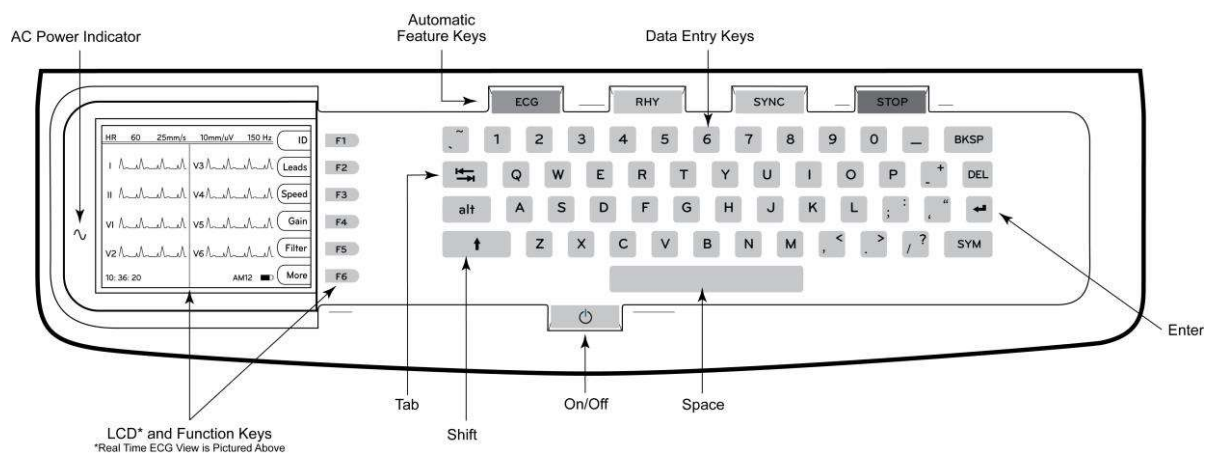 AC Power Indicator
Automatic
Feature Keys
Data Entry Keys
ECG RHY SYNC STOP
HR 60 25mm/s 10mm/uV 150 Hz ID
I V3 Leads
II V4 Speed
VI V5 Gain
V2 V6 Filter
10: 36: 20 AM12 More
F1
F2
F3
F4
F5
F6
~ ` 1 2 3 4 5 6 7 8 9 0 _ BKSP
Q W E R T Y U I O P - + DEL
alt A S D F G H J K L ; : , “
Z X C V B N M , < . > / ? SYM
Enter
Tab
Shift
On/Off
Space
LCD* and Function Keys
*Real Time ECG View is Pictured Above